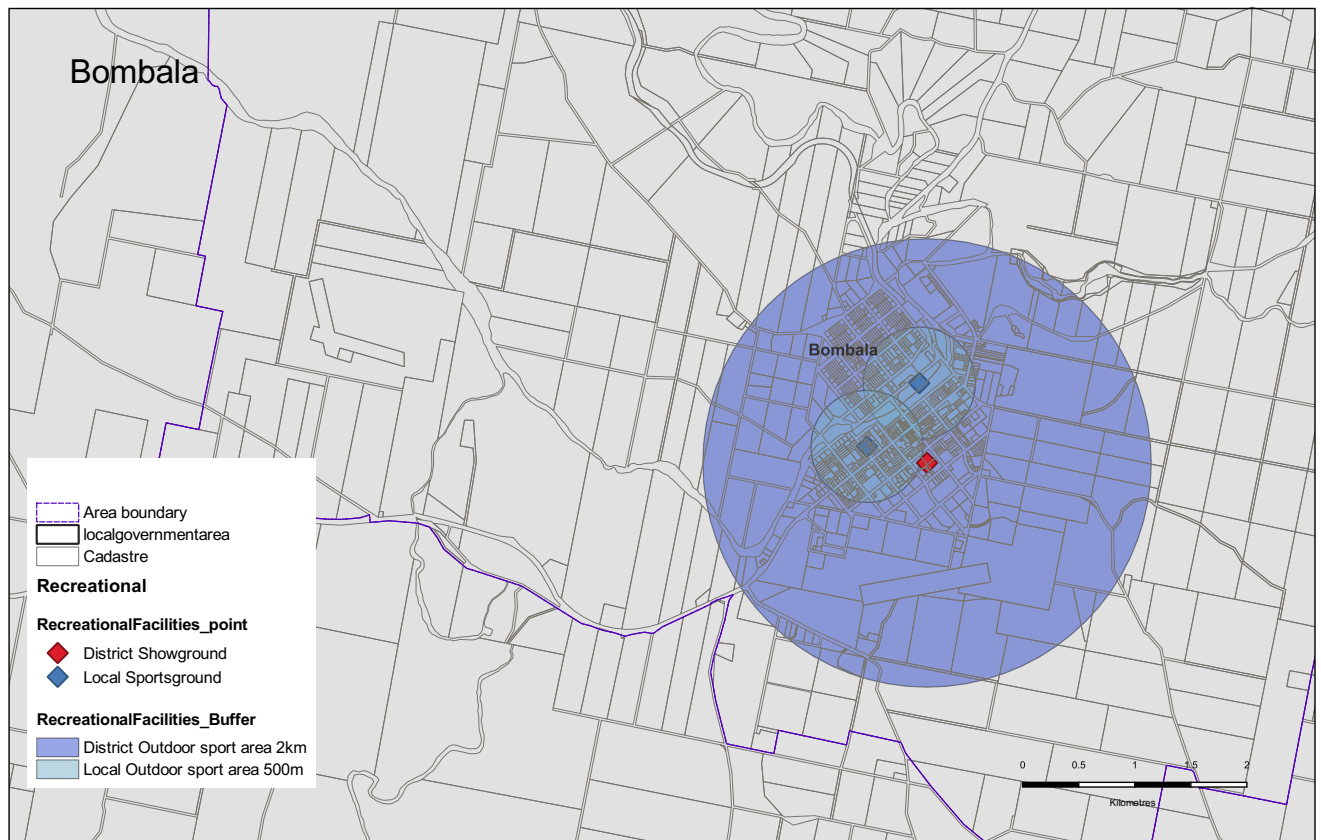 Bombala
Bombala
Area boundary
localgovernmentarea
Cadastre
Recreational
RecreationalFacilities_point
District Showground
Local Sportsground
RecreationalFacilities_Buffer
District Outdoor sport area 2km
Local Outdoor sport area 500m
0 0.5 1 1.5 2
Kilometres